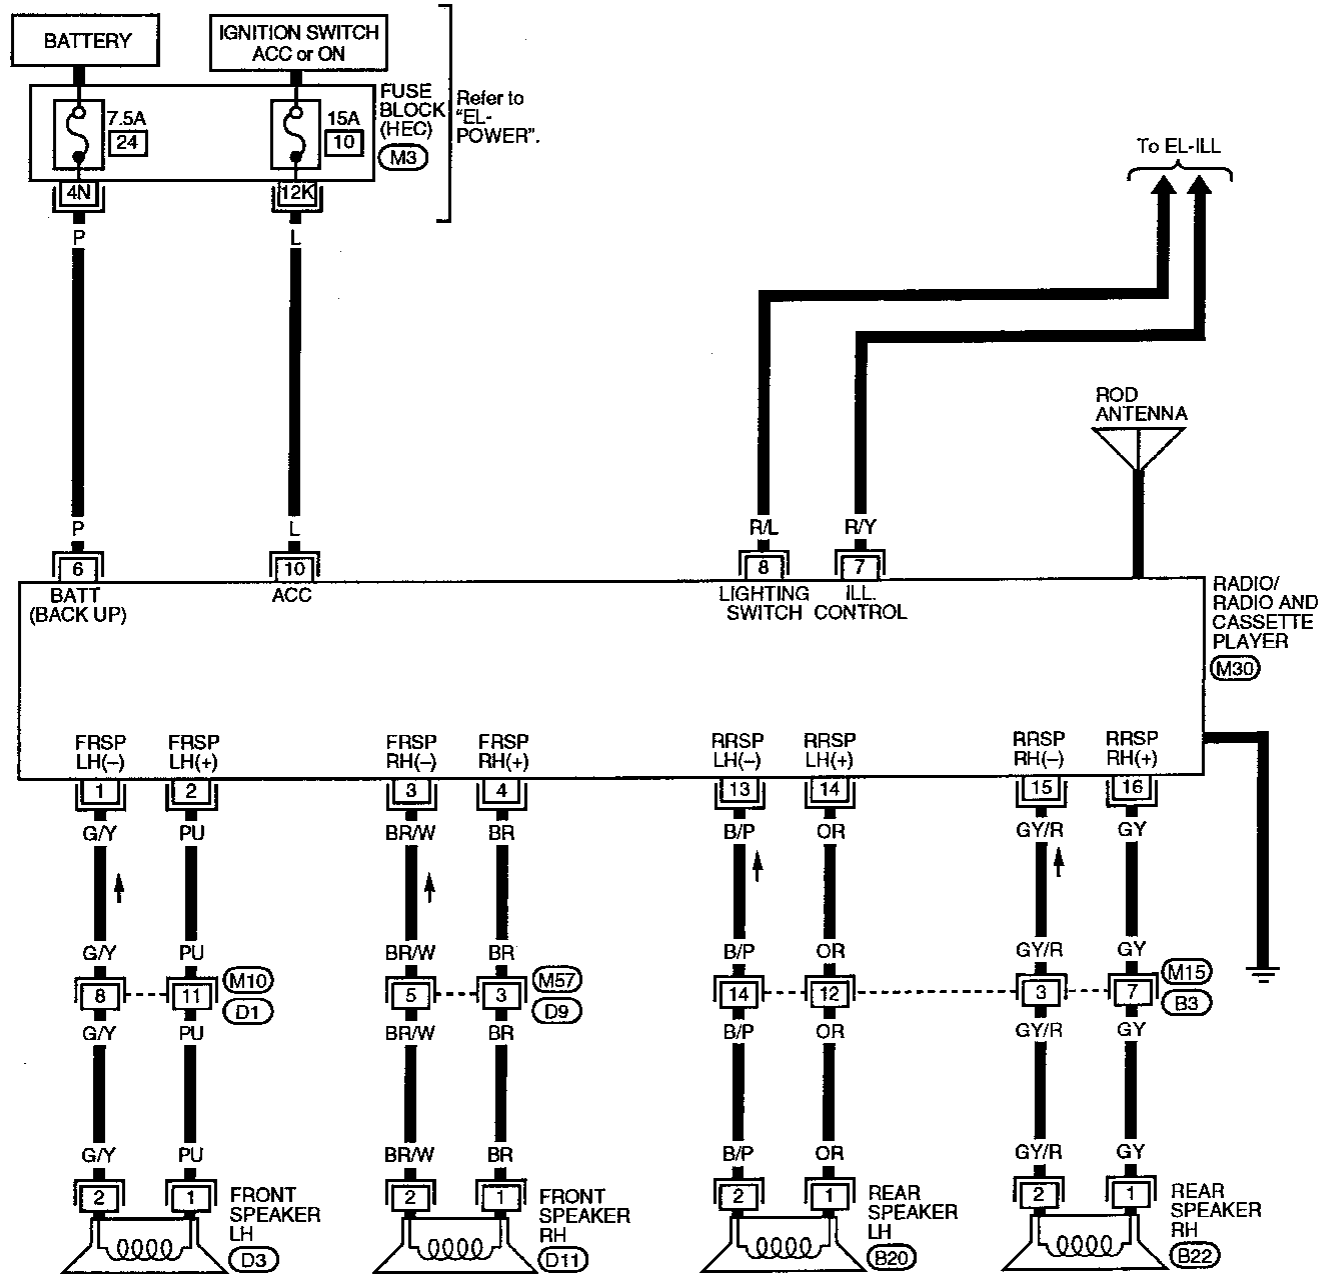 BATTERY
IGNITION SWITCH
ACC or ON
7.5A
24
15A
10
FUSE
BLOCK
(HEC)
M3
Refer to
"EL-
POWER".
4N
12K
P
L
To EL-ILL
ROD
ANTENNA
P
L
R/L
R/Y
6
10
8
7
BATT
(BACK UP)
ACC
LIGHTING
SWITCH
ILL.
CONTROL
RADIO/
RADIO AND
CASSETTE
PLAYER
M30
FRSP
LH(–)
FRSP
LH(+)
FRSP
RH(–)
FRSP
RH(+)
RRSP
LH(–)
RRSP
LH(+)
RRSP
RH(–)
RRSP
RH(+)
1
2
3
4
13
14
15
16
G/Y
PU
BR/W
BR
B/P
OR
GY/R
GY
G/Y
PU
BR/W
BR
B/P
OR
GY/R
GY
8
11
M10
D1
5
3
M57
D9
14
12
3
7
M15
B3
G/Y
PU
BR/W
BR
B/P
OR
GY/R
GY
G/Y
PU
BR/W
BR
B/P
OR
GY/R
GY
2
1
2
1
2
1
2
1
FRONT
SPEAKER
LH
D3
FRONT
SPEAKER
RH
D11
REAR
SPEAKER
LH
B20
REAR
SPEAKER
RH
B22